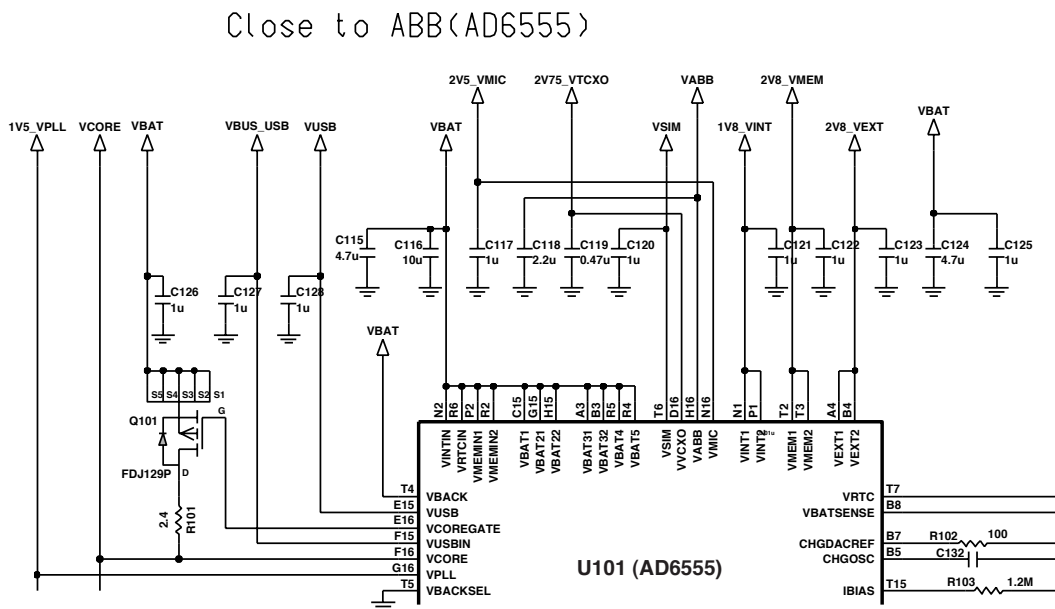 Close to ABB(AD6555)
2V5_VMIC 2V75_VTCXO VABB 2V8_VMEM
1V5_VPLL VCORE VBAT VBUS_USB VUSB VBAT VSIM 1V8_VINT 2V8_VEXT VBAT
C115 4.7u
C116 10u
C117 1u
C118 2.2u
C119 0.47u
C120 1u
C121 1u
C122 1u
C123 1u
C124 4.7u
C125 1u
C126 1u
C127 1u
C128 1u
VBAT
S5 S4 S3 S2 S1
G
Q101
FDJ129P
D
2.4
R101
N2 R6 P2 R2 C15 G15 H15 A3 B3 R5 R4 T6 D16 H16 N16 N1 P1 T2 T3 A4 B4
VINTIN VRTCIN VMEMIN1 VMEMIN2 VBAT1 VBAT21 VBAT22 VBAT31 VBAT32 VBAT4 VBAT5 VSIM VVCXO VABB VMIC VINT1 VINT2 VMEM1 VMEM2 VEXT1 VEXT2
T4 VBACK
E15 VUSB
E16 VCOREGATE
F15 VUSBIN
F16 VCORE
G16 VPLL
T5 VBACKSEL
U101 (AD6555)
VRTC T7
VBATSENSE B8
CHGDACREF B7 R102 100
CHGOSC B5 C132
IBIAS T15 R103 1.2M